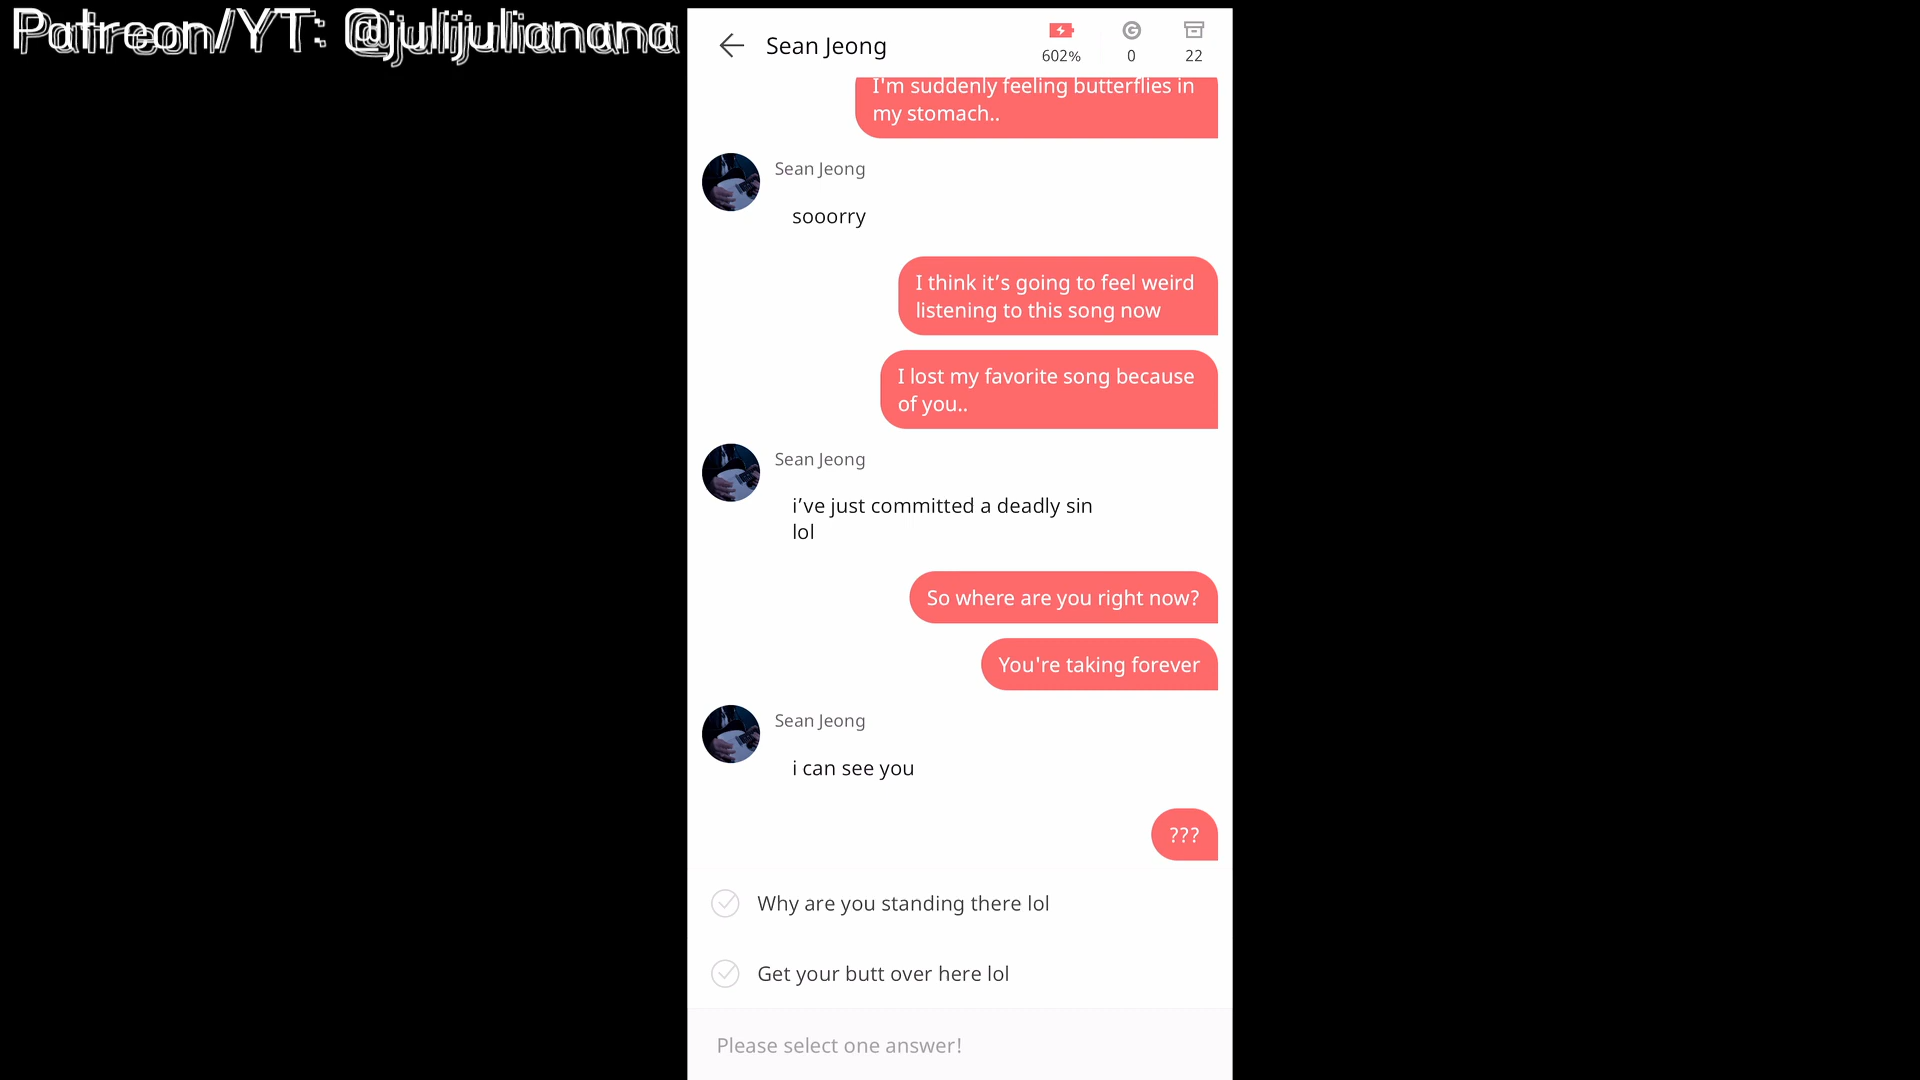 Patreon/YT: @julijulianana
Sean Jeong
602%
0
22
I'm suddenly feeling butterflies in
my stomach..
Sean Jeong
sooorry
I think it’s going to feel weird
listening to this song now
I lost my favorite song because
of you..
Sean Jeong
i’ve just committed a deadly sin
lol
So where are you right now?
You're taking forever
Sean Jeong
i can see you
???
Why are you standing there lol
Get your butt over here lol
Please select one answer!